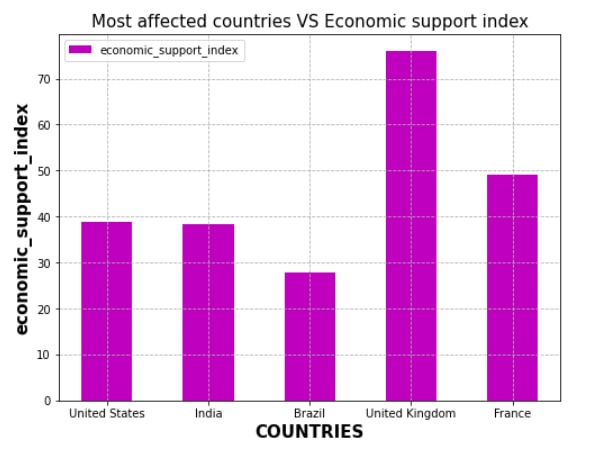 Most affected countries VS Economic support index
economic_support_index
economic_support_index
70
60
50
40
30
20
10
0
United States India Brazil United Kingdom France
COUNTRIES